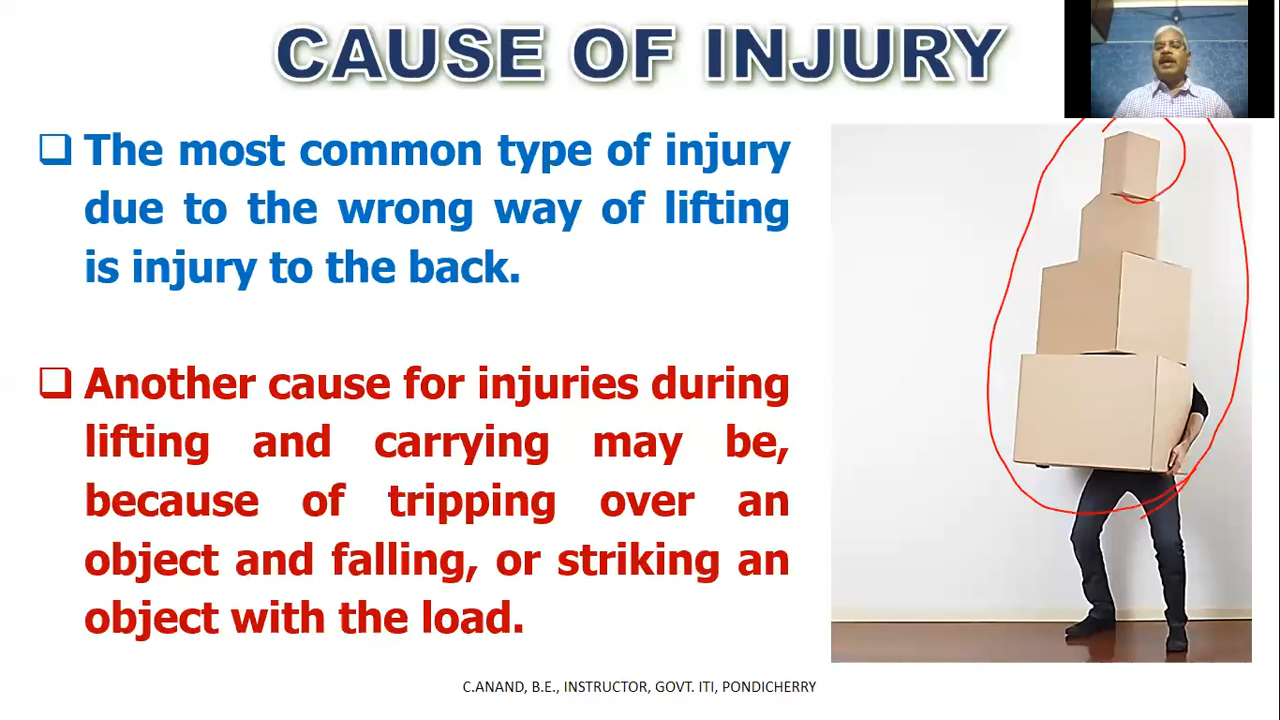 CAUSE OF INJURY
The most common type of injury
due to the wrong way of lifting
is injury to the back.
Another cause for injuries during
lifting and carrying may be,
because of tripping over an
object and falling, or striking an
object with the load.
C.ANAND, B.E., INSTRUCTOR, GOVT. ITI, PONDICHERRY